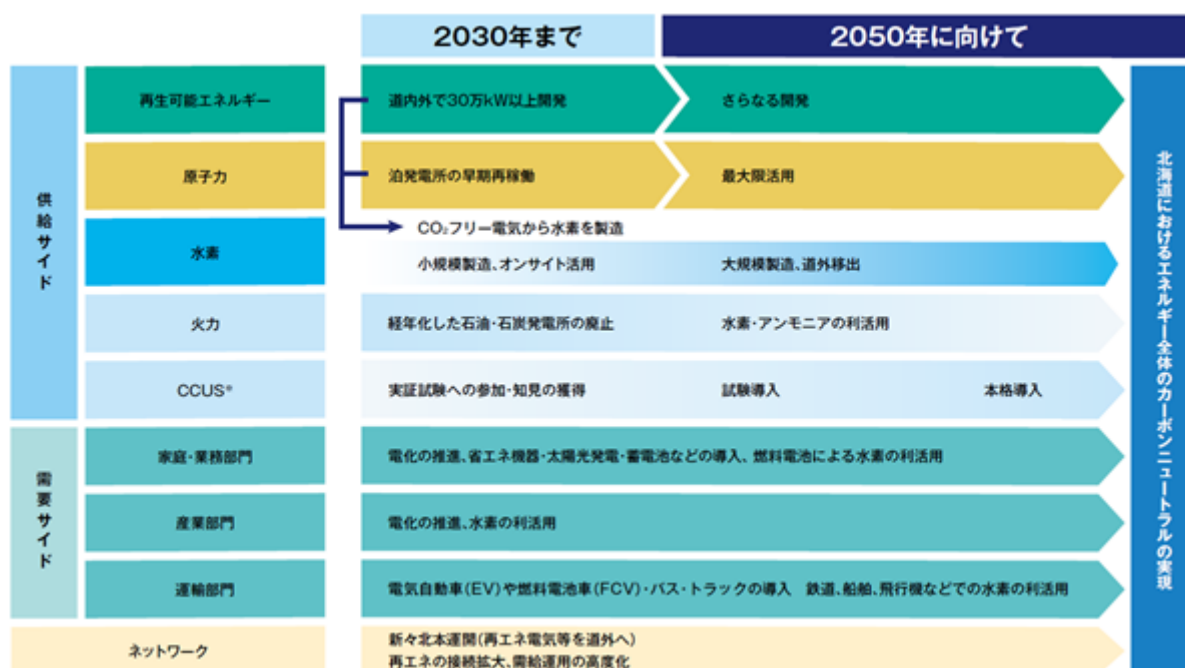 2030年まで
2050年に向けて
供給サイド
再生可能エネルギー
道内外で30万kW以上開発
さらなる開発
原子力
泊発電所の早期再稼働
最大限活用
水素
CO₂フリー電気から水素を製造
小規模製造、オンサイト活用
大規模製造、道外移出
火力
経年化した石油・石炭発電所の廃止
水素・アンモニアの利活用
CCUS※
実証試験への参加・知見の獲得
試験導入
本格導入
需要サイド
家庭・業務部門
電化の推進、省エネ機器・太陽光発電・蓄電池などの導入、燃料電池による水素の利活用
産業部門
電化の推進、水素の利活用
運輸部門
電気自動車(EV)や燃料電池車(FCV)・バス・トラックの導入　鉄道、船舶、飛行機などでの水素の利活用
ネットワーク
新々北本運開(再エネ電気等を道外へ)
再エネの接続拡大、需給運用の高度化
北海道におけるエネルギー全体のカーボンニュートラルの実現